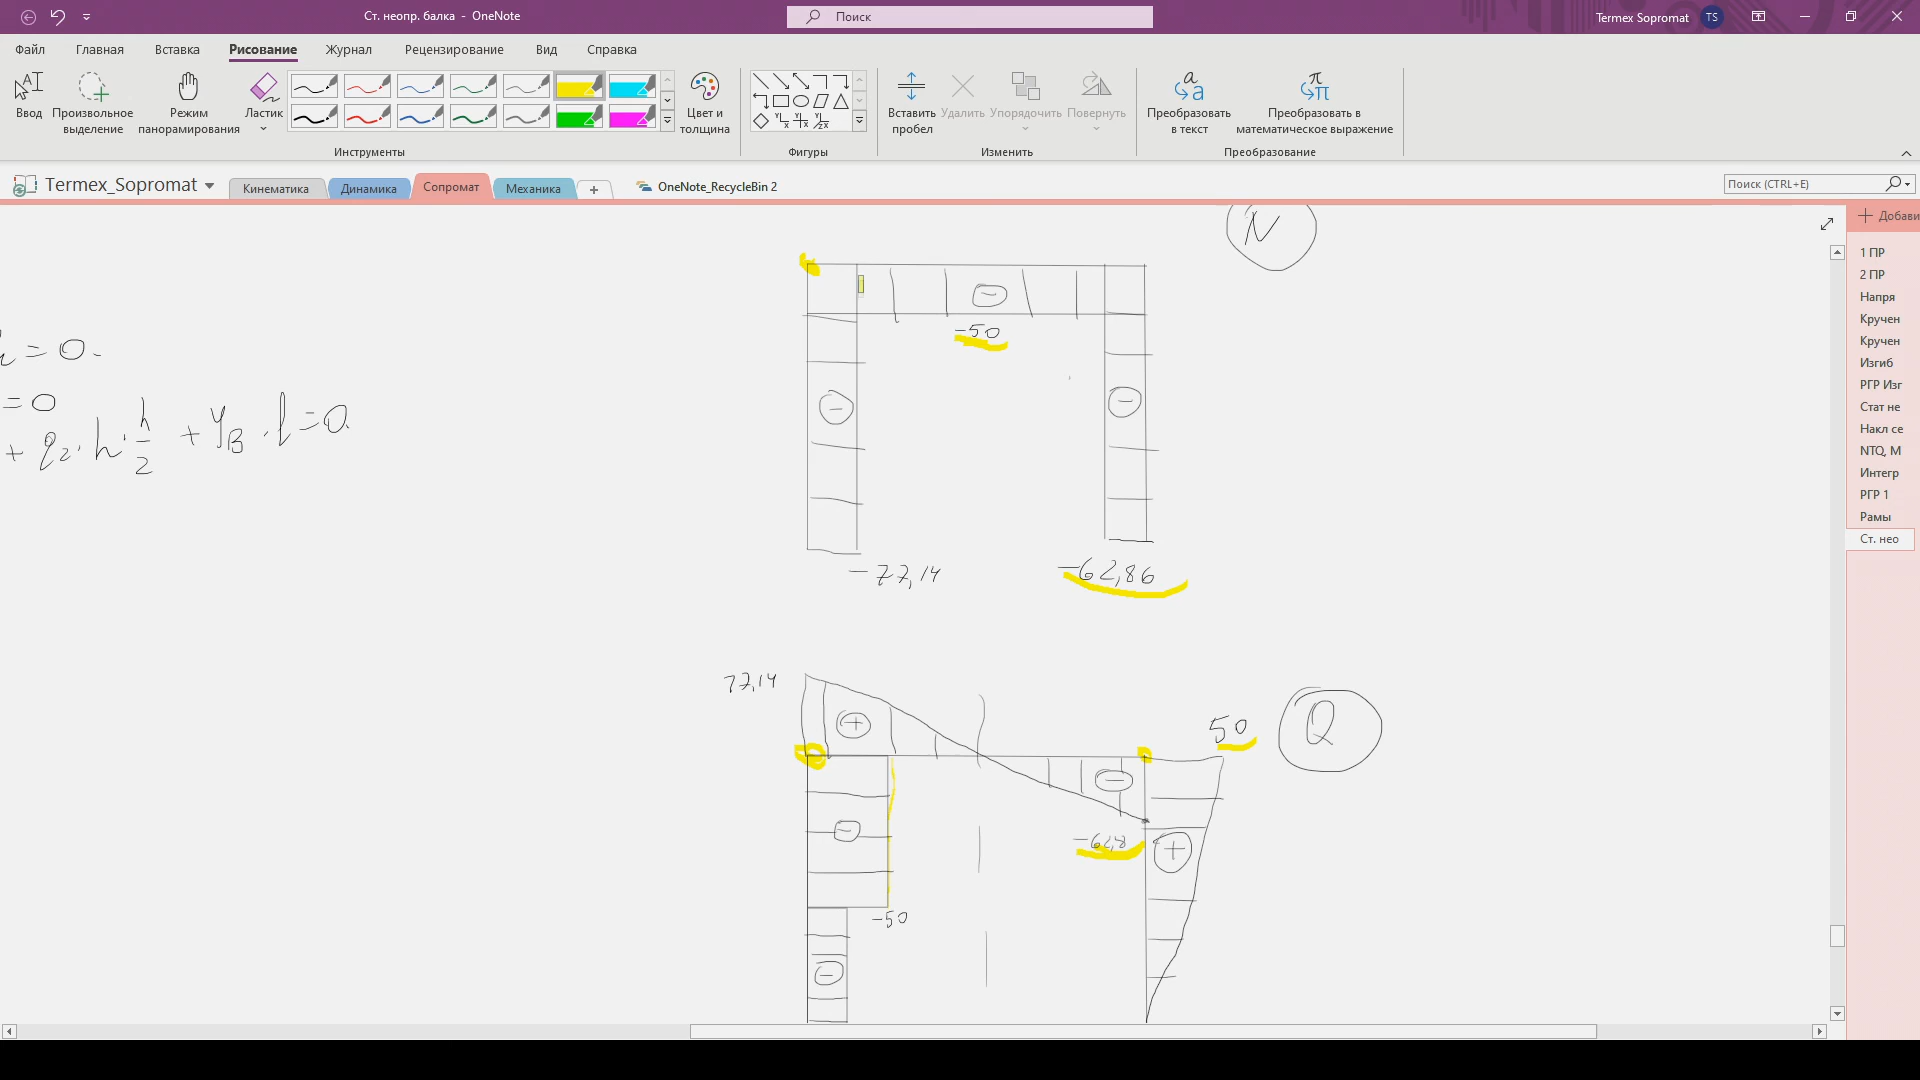 Ст. неопр. балка - OneNote
Поиск
Termex Sopromat
TS
Файл
Главная
Вставка
Рисование
Журнал
Рецензирование
Вид
Справка
Ввод
Произвольное выделение
Режим панорамирования
Ластик
Цвет и толщина
Вставить пробел
Удалить
Упорядочить
Повернуть
Преобразовать в текст
Преобразовать в математическое выражение
Инструменты
Фигуры
Изменить
Преобразование
Termex_Sopromat
Кинематика
Динамика
Сопромат
Механика
OneNote_RecycleBin 2
Поиск (CTRL+E)
Добави
1 ПР
2 ПР
Напря
Кручен
Кручен
Изгиб
РГР Изг
Стат не
Накл се
NTQ, M
Интегр
РГР 1
Рамы
Ст. нео
N
-50
= 0.
= 0
+ q2 · h · h/2 + YB · l = 0.
-77,14
-62,86
77,14
50
Q
-62,8
-50